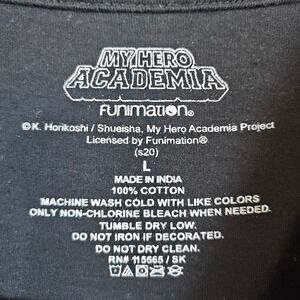 MY HERO
ACADEMIA
FUNIMATION®
©K. Horikoshi / Shueisha, My Hero Academia Project
Licensed by Funimation®
(s20)
L
MADE IN INDIA
100% COTTON
MACHINE WASH COLD WITH LIKE COLORS
ONLY NON-CHLORINE BLEACH WHEN NEEDED.
TUMBLE DRY LOW.
DO NOT IRON IF DECORATED.
DO NOT DRY CLEAN.
RN# 115565 / SK